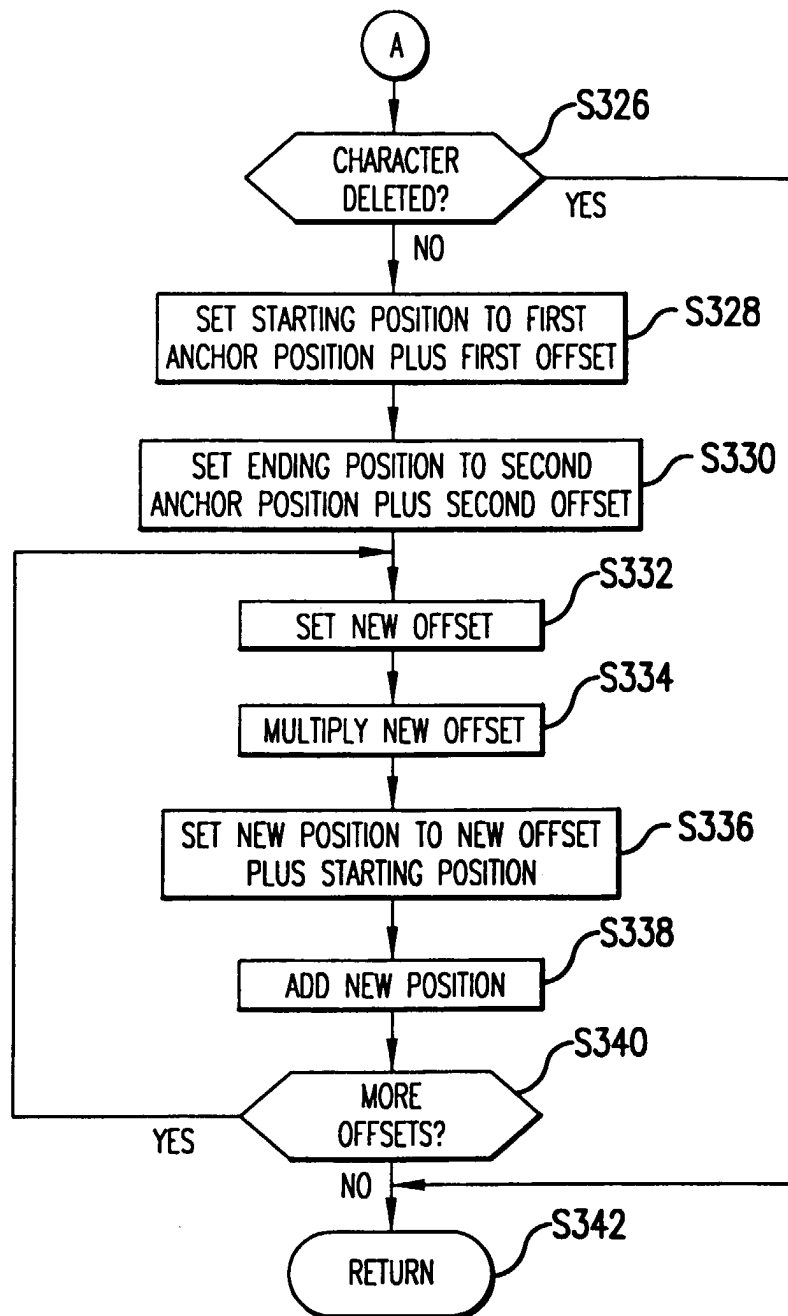 A
S326
CHARACTER
DELETED?
YES
NO
S328
SET STARTING POSITION TO FIRST
ANCHOR POSITION PLUS FIRST OFFSET
S330
SET ENDING POSITION TO SECOND
ANCHOR POSITION PLUS SECOND OFFSET
S332
SET NEW OFFSET
S334
MULTIPLY NEW OFFSET
S336
SET NEW POSITION TO NEW OFFSET
PLUS STARTING POSITION
S338
ADD NEW POSITION
S340
MORE
OFFSETS?
YES
NO
S342
RETURN